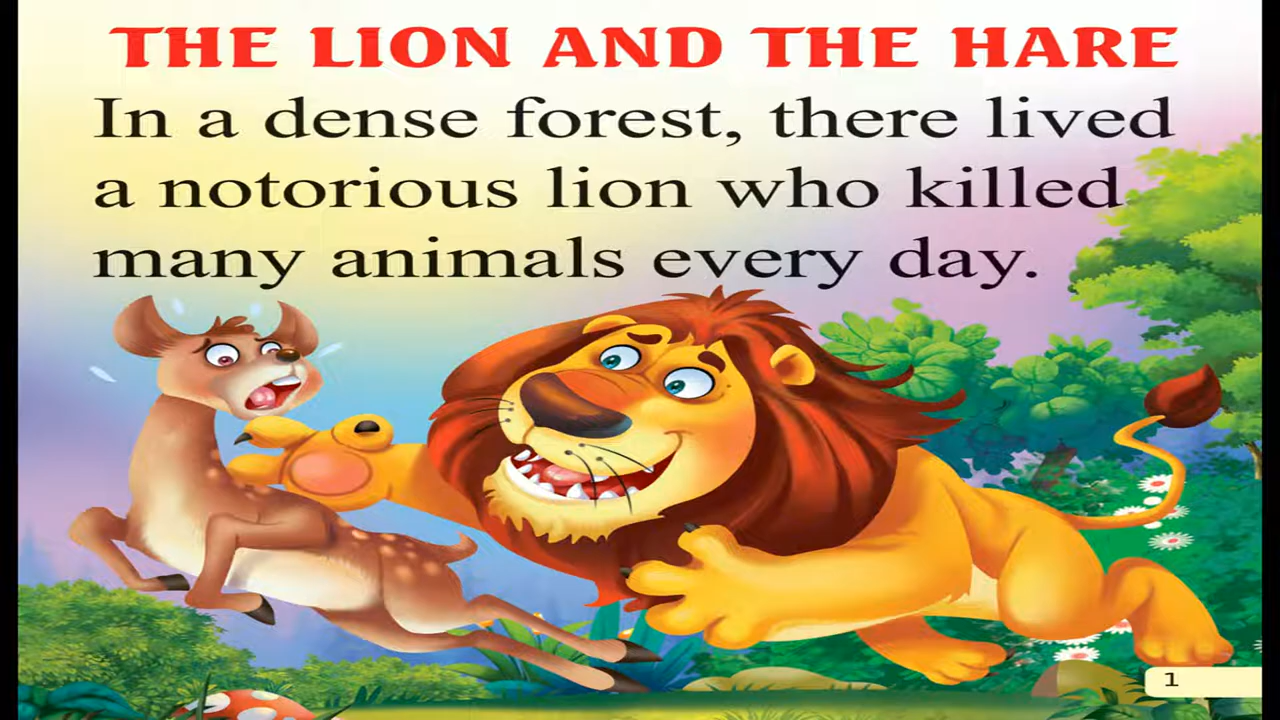 THE LION AND THE HARE
In a dense forest, there lived
a notorious lion who killed
many animals every day.
1